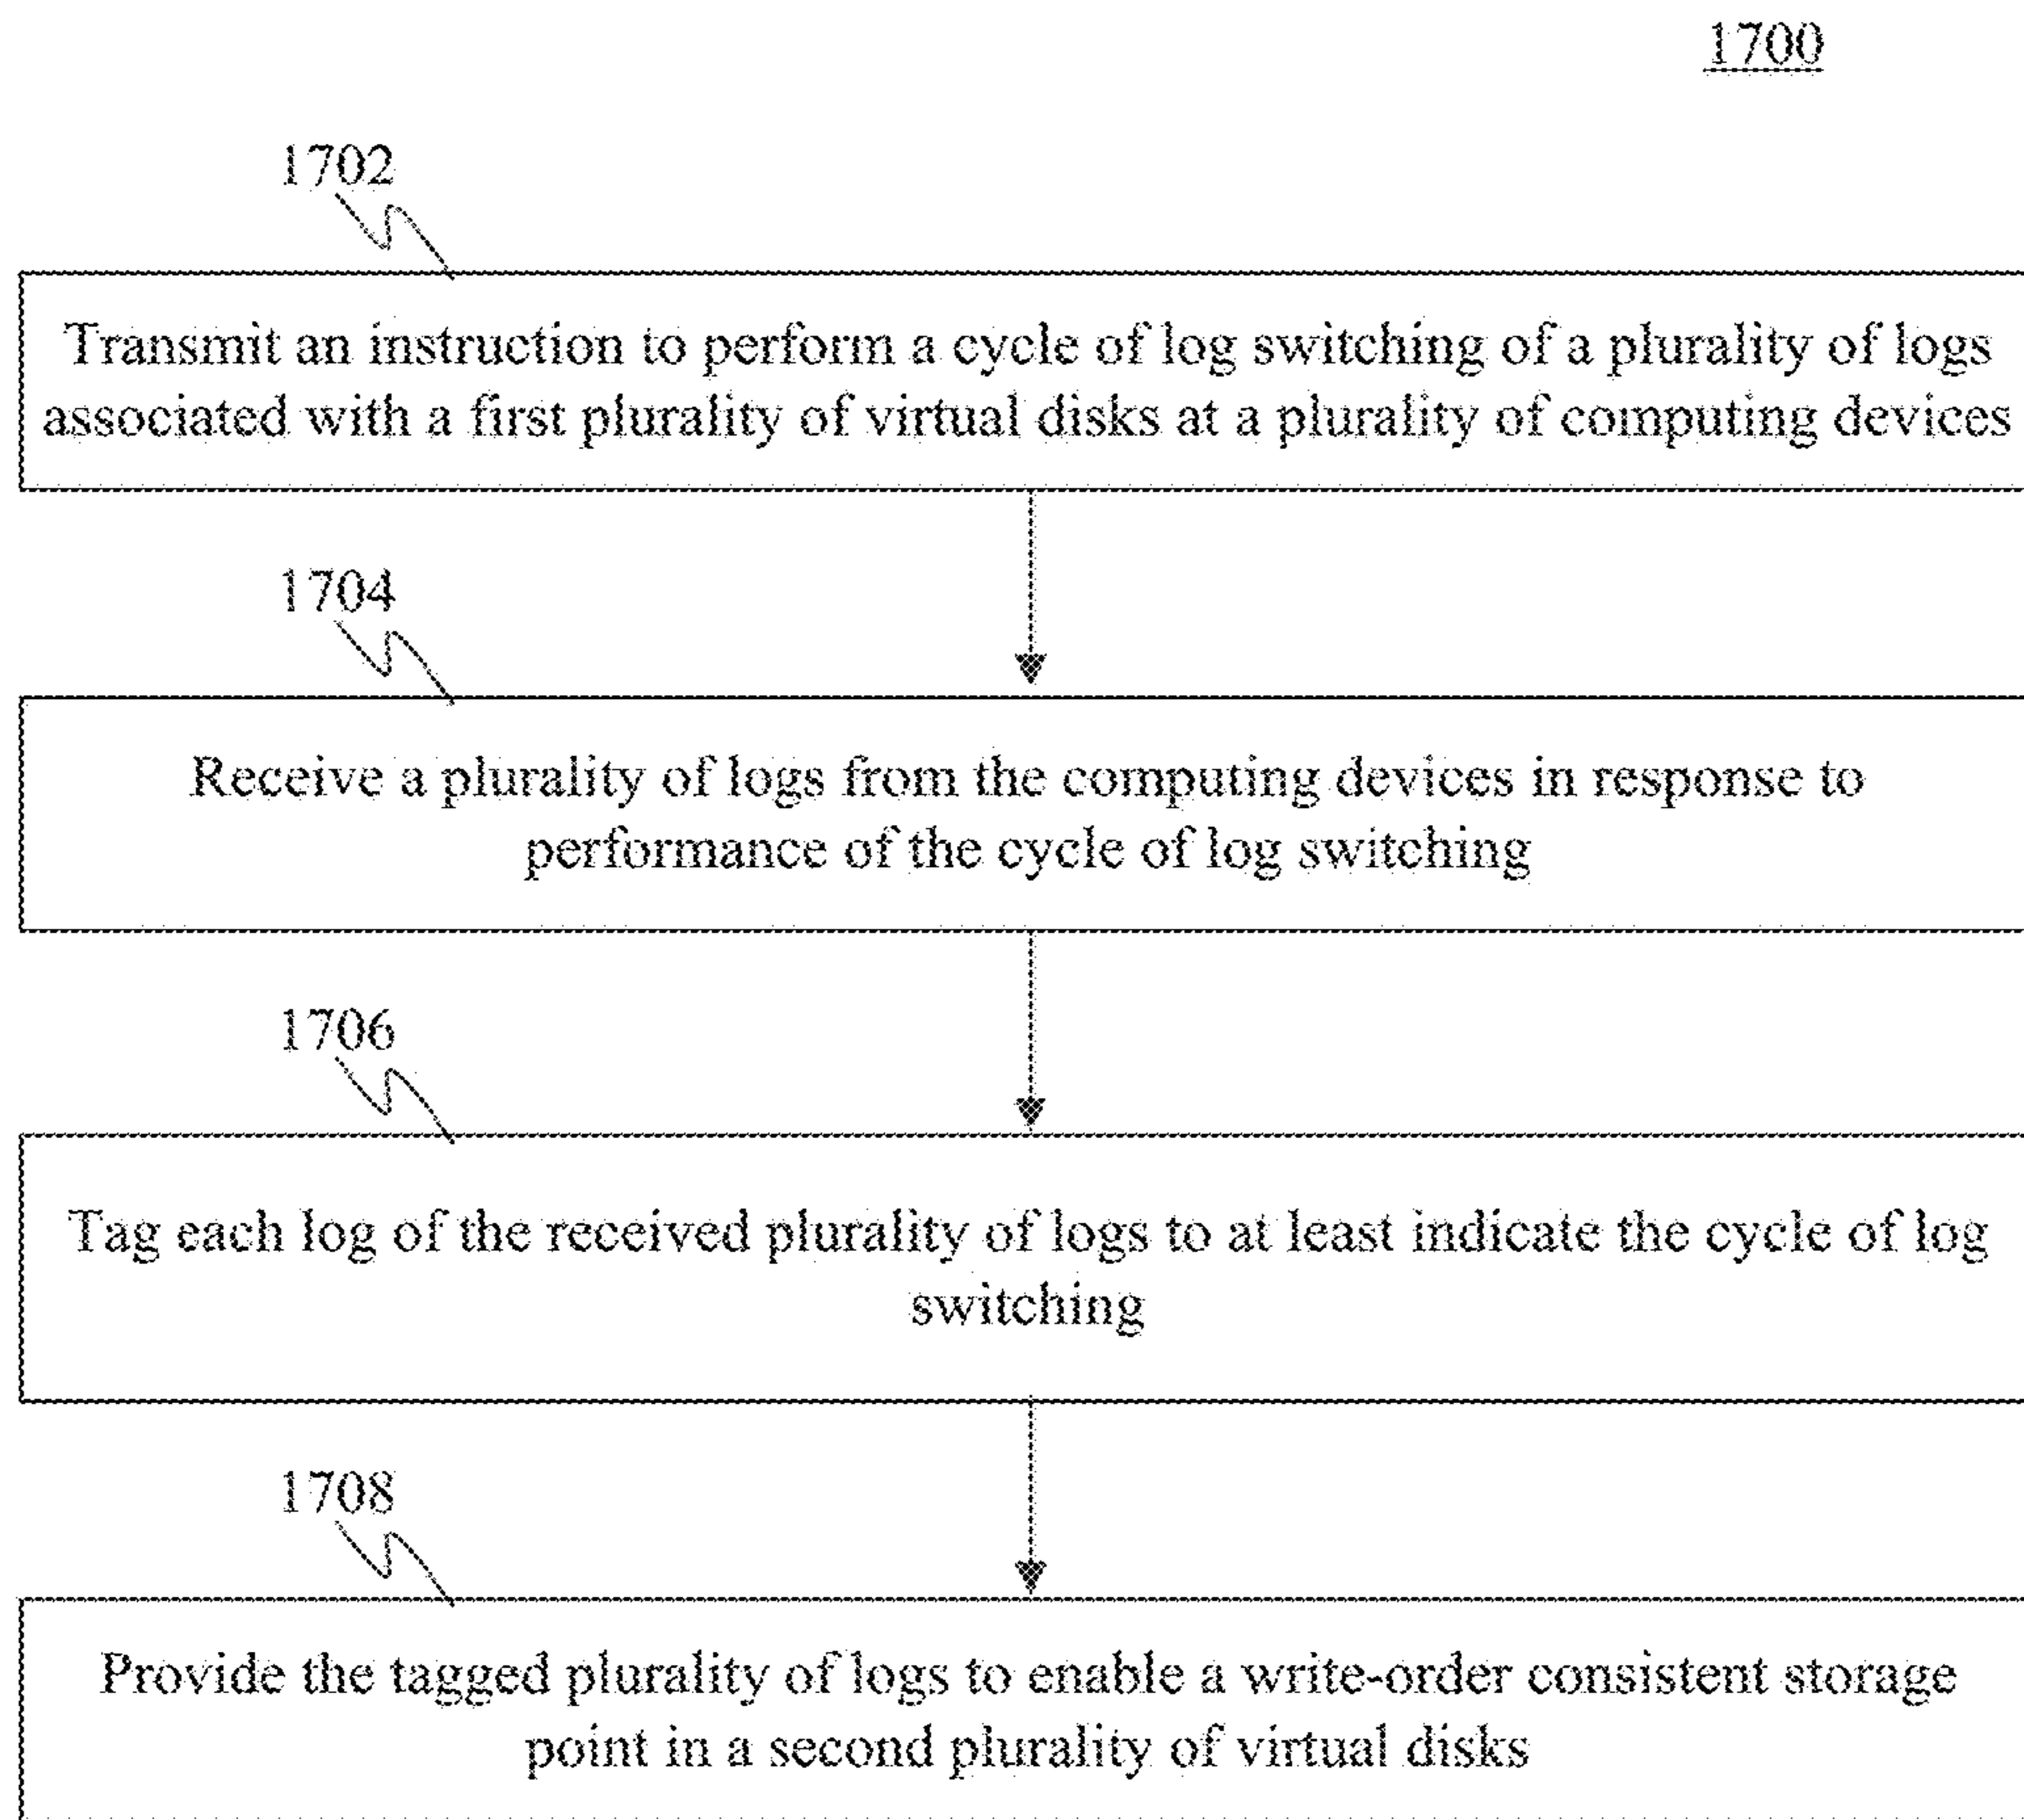 1700
1702
Transmit an instruction to perform a cycle of log switching of a plurality of logs
associated with a first plurality of virtual disks at a plurality of computing devices
1704
Receive a plurality of logs from the computing devices in response to
performance of the cycle of log switching
1706
Tag each log of the received plurality of logs to at least indicate the cycle of log
switching
1708
Provide the tagged plurality of logs to enable a write-order consistent storage
point in a second plurality of virtual disks